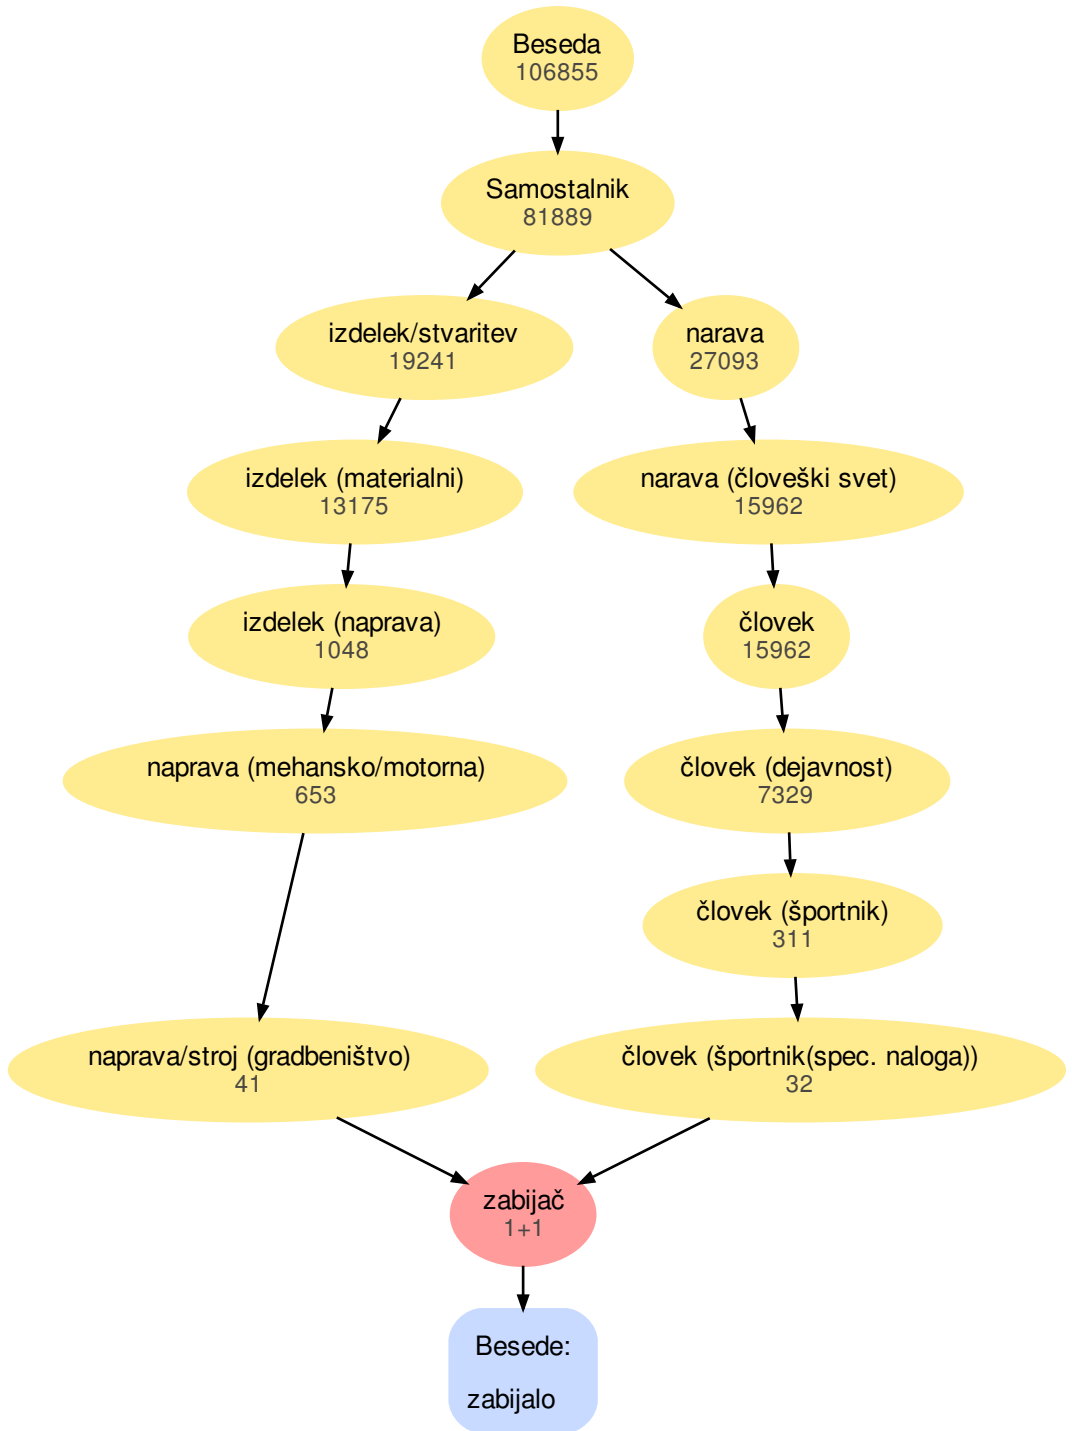 Beseda
106855
Samostalnik
81889
izdelek/stvaritev
19241
narava
27093
izdelek (materialni)
13175
narava (človeški svet)
15962
izdelek (naprava)
1048
človek
15962
naprava (mehansko/motorna)
653
človek (dejavnost)
7329
človek (športnik)
311
naprava/stroj (gradbeništvo)
41
človek (športnik(spec. naloga))
32
zabijač
1+1
Besede:
zabijalo